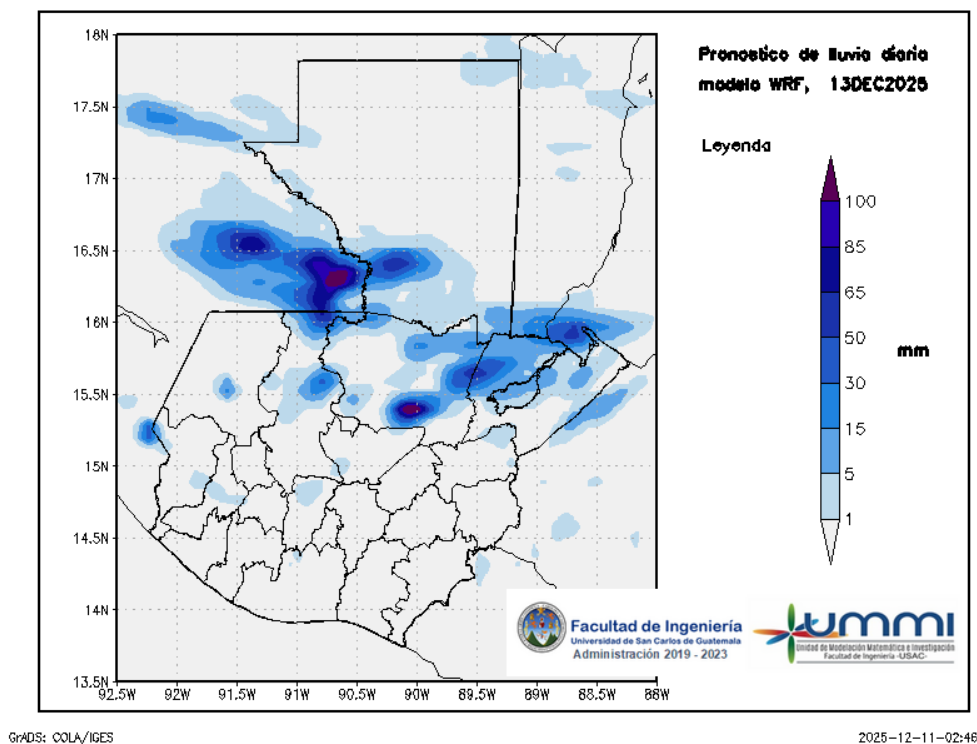 Pronostico de lluvia diaria
modelo WRF, 13DEC2025
Leyenda
100
85
65
50
30
15
5
1
mm
18N
17.5N
17N
16.5N
16N
15.5N
15N
14.5N
14N
13.5N
92.5W
92W
91.5W
91W
90.5W
90W
89.5W
89W
88.5W
88W
Facultad de Ingeniería
Universidad de San Carlos de Guatemala
Administración 2019 - 2023
ummi
Unidad de Modelación Matemática e Investigación
Facultad de Ingeniería -USAC-
GrADS: COLA/IGES
2025-12-11-02:46